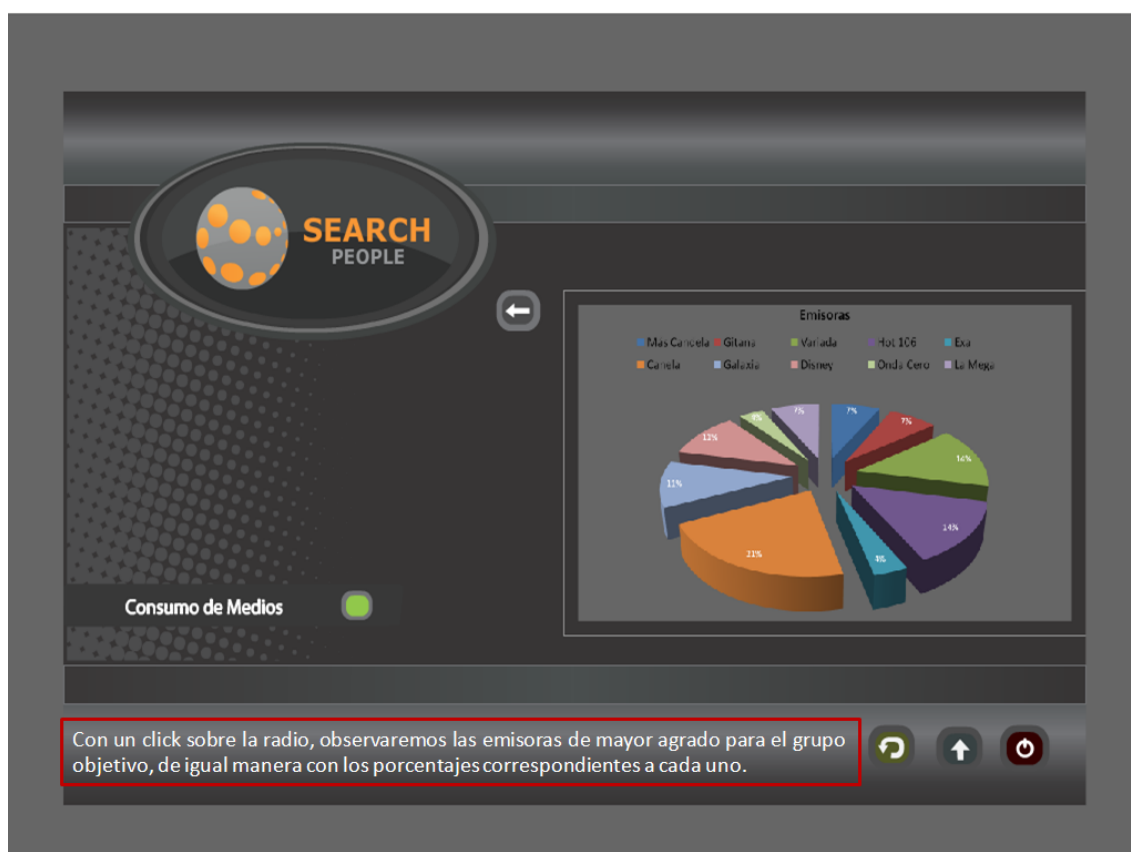 SEARCH
PEOPLE
Emisoras
Mas Candela Gitana Variada Hot 106 Exa
Canela Galaxia Disney Onda Cero La Mega
7% 7%
7%
4%
12%
14%
11%
14%
21%
4%
Consumo de Medios
Con un click sobre la radio, observaremos las emisoras de mayor agrado para el grupo
objetivo, de igual manera con los porcentajes correspondientes a cada uno.